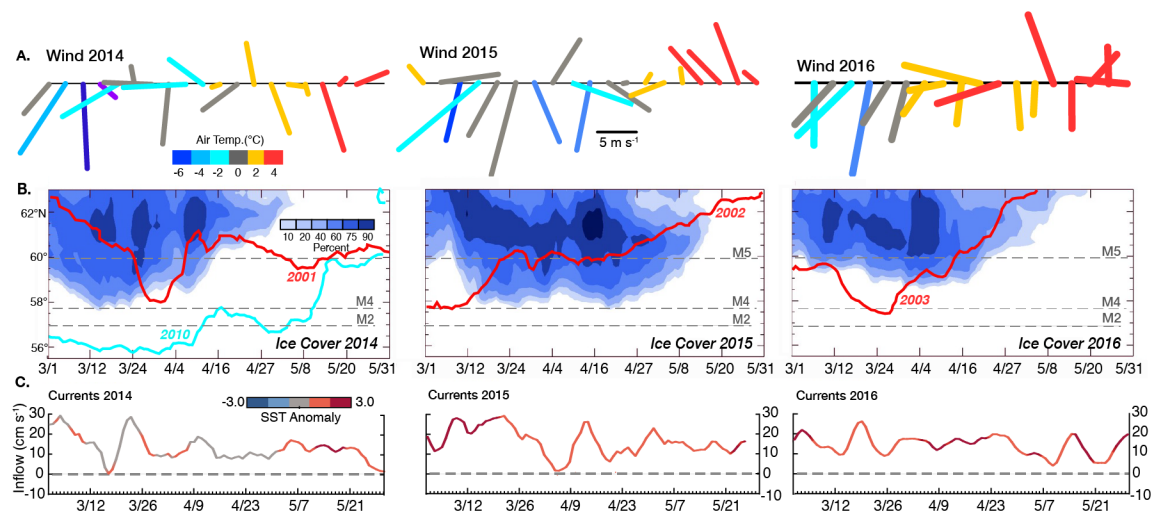 A.
Wind 2014
Wind 2015
Wind 2016
5 m s-1
Air Temp.(°C)
-6 -4 -2 0 2 4
B.
62°N
60°
58°
56°
10 20 40 60 75 90
Percent
2001
2010
M4
M2
Ice Cover 2014
3/1 3/12 3/24 4/4 4/16 4/27 5/8 5/20 5/31
2002
M5
M4
M2
Ice Cover 2015
3/1 3/12 3/24 4/4 4/16 4/27 5/8 5/20 5/31
2003
M5
M4
M2
Ice Cover 2016
3/1 3/12 3/24 4/4 4/16 4/27 5/8 5/20 5/31
C.
Currents 2014
-3.0 3.0
SST Anomaly
Inflow (cm s-1)
30
20
10
0
-10
3/12 3/26 4/9 4/23 5/7 5/21
Currents 2015
30
20
10
0
-10
3/12 3/26 4/9 4/23 5/7 5/21
Currents 2016
30
20
10
0
-10
3/12 3/26 4/9 4/23 5/7 5/21